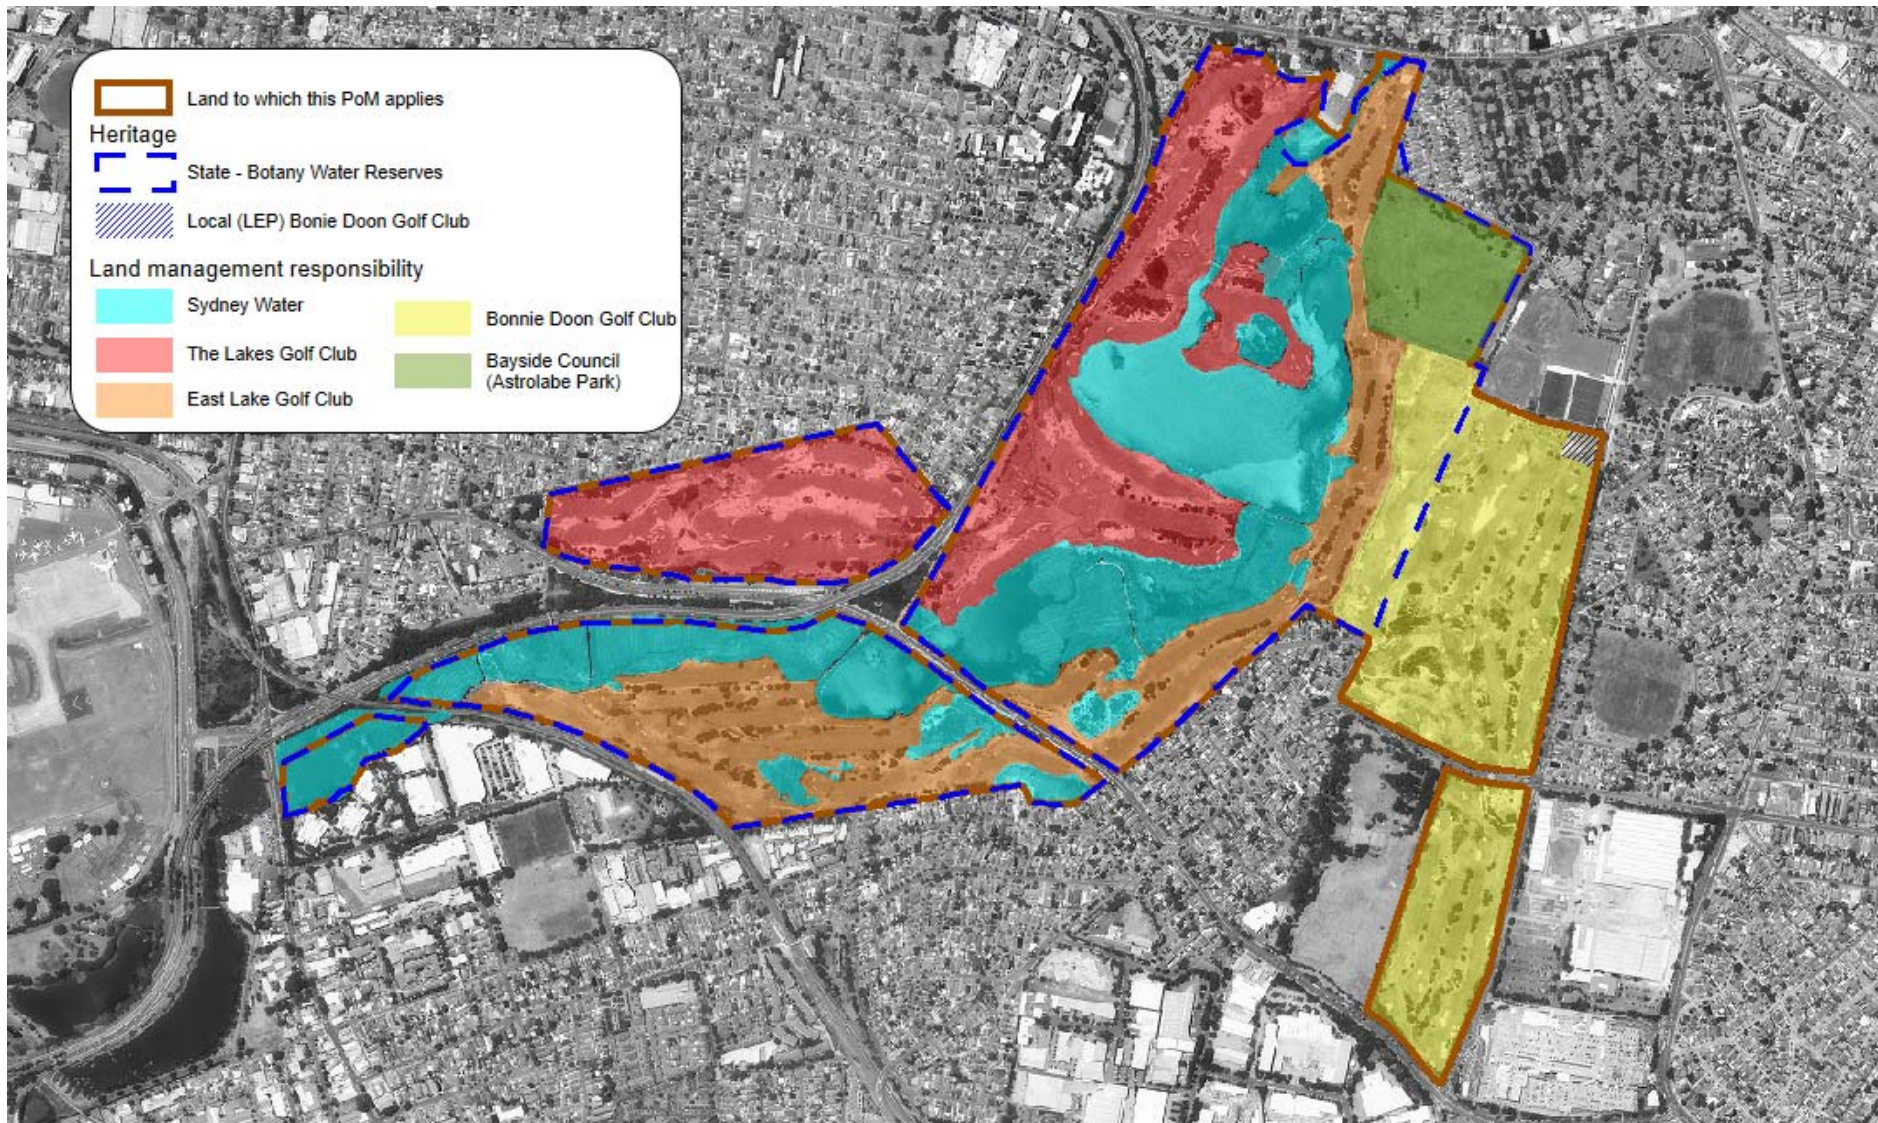 Land to which this PoM applies
Heritage
State - Botany Water Reserves
Local (LEP) Bonie Doon Golf Club
Land management responsibility
Sydney Water
The Lakes Golf Club
East Lake Golf Club
Bonnie Doon Golf Club
Bayside Council
(Astrolabe Park)